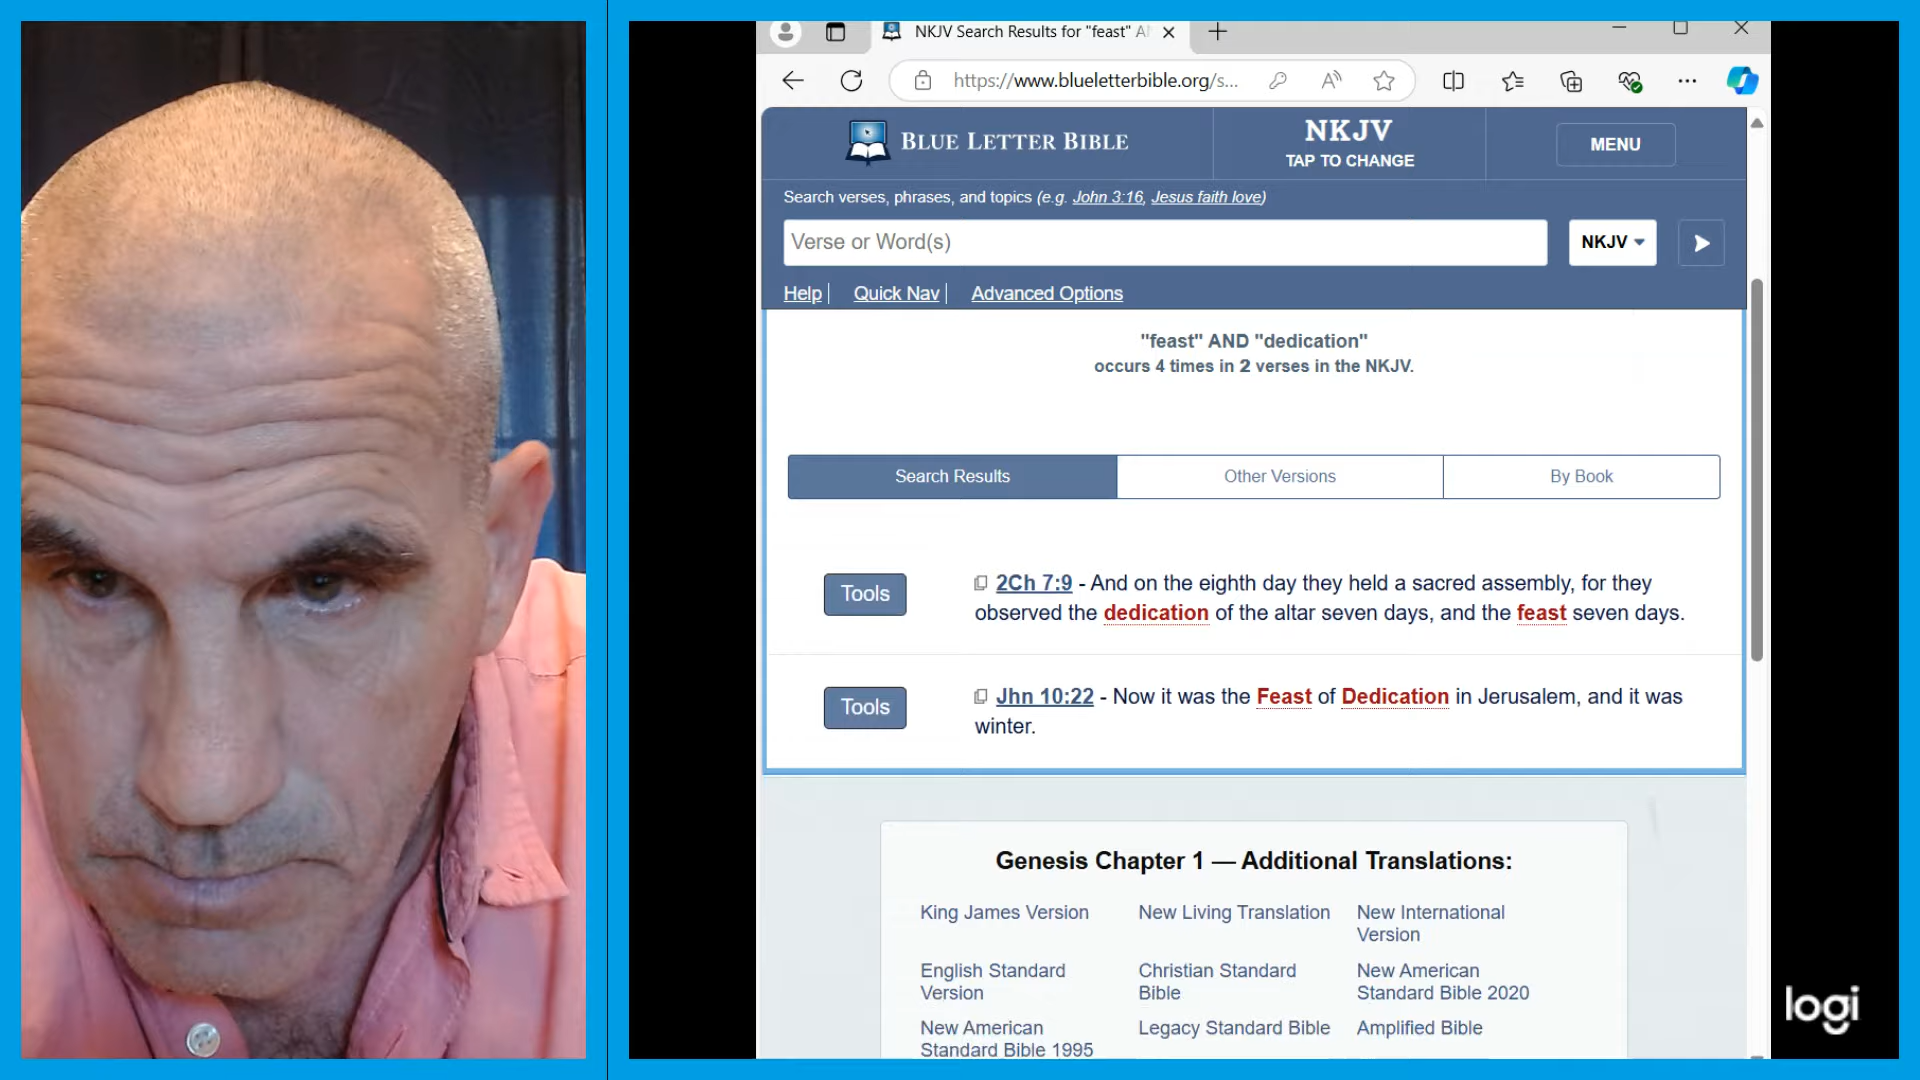 NKJV Search Results for "feast" A
https://www.blueletterbible.org/s...
BLUE LETTER BIBLE
NKJV
TAP TO CHANGE
MENU
Search verses, phrases, and topics (e.g. John 3:16, Jesus faith love)
Verse or Word(s)
NKJV
Help
Quick Nav
Advanced Options
"feast" AND "dedication"
occurs 4 times in 2 verses in the NKJV.
Search Results
Other Versions
By Book
Tools
2Ch 7:9 - And on the eighth day they held a sacred assembly, for they
observed the dedication of the altar seven days, and the feast seven days.
Tools
Jhn 10:22 - Now it was the Feast of Dedication in Jerusalem, and it was
winter.
Genesis Chapter 1 — Additional Translations:
King James Version
New Living Translation
New International
Version
English Standard
Version
Christian Standard
Bible
New American
Standard Bible 2020
New American
Standard Bible 1995
Legacy Standard Bible
Amplified Bible
logi